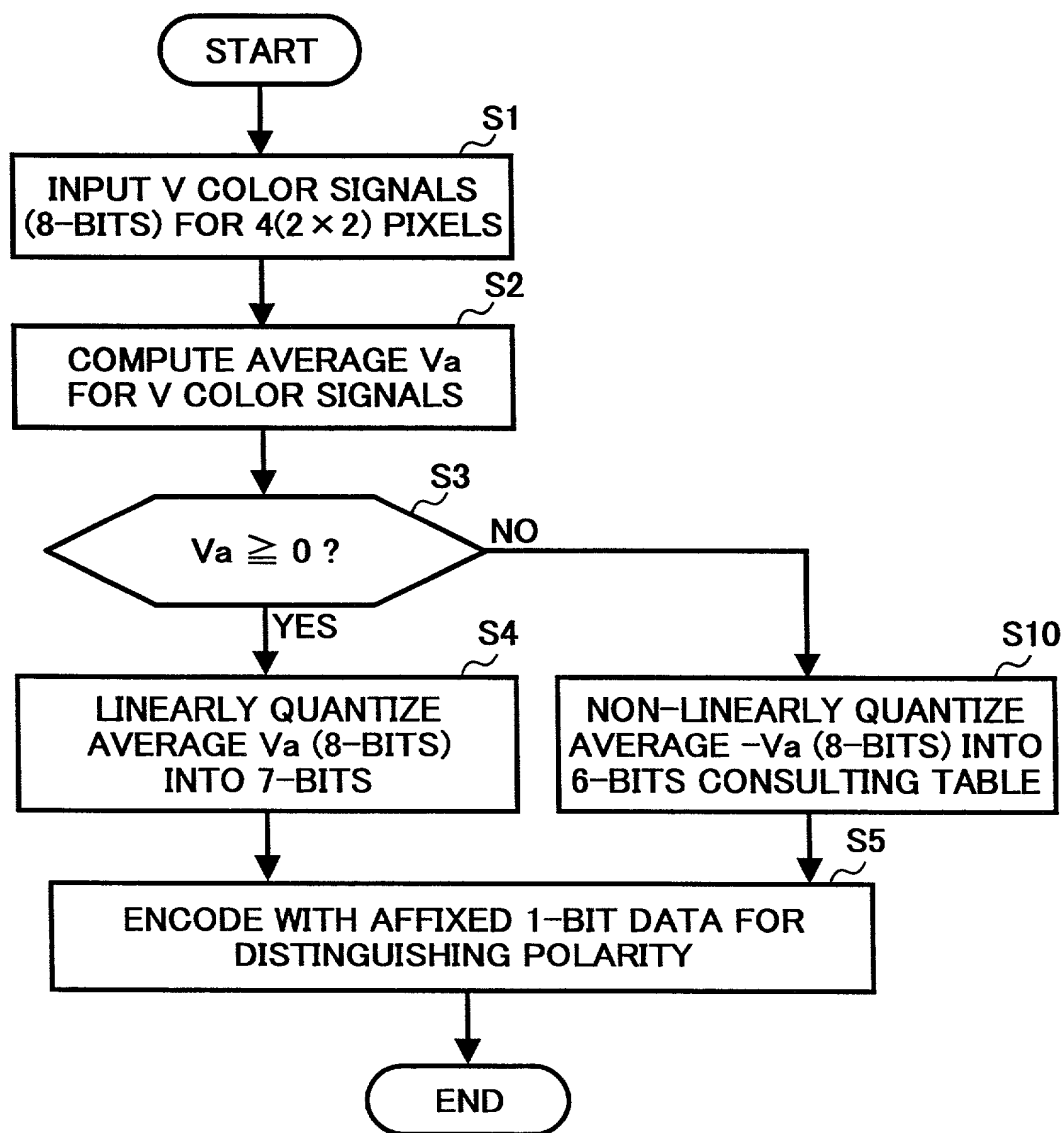 START
S1
INPUT V COLOR SIGNALS
(8-BITS) FOR 4(2×2) PIXELS
S2
COMPUTE AVERAGE Va
FOR V COLOR SIGNALS
S3
Va ≧ 0 ?
NO
YES
S4
LINEARLY QUANTIZE
AVERAGE Va (8-BITS)
INTO 7-BITS
S10
NON-LINEARLY QUANTIZE
AVERAGE -Va (8-BITS) INTO
6-BITS CONSULTING TABLE
S5
ENCODE WITH AFFIXED 1-BIT DATA FOR
DISTINGUISHING POLARITY
END